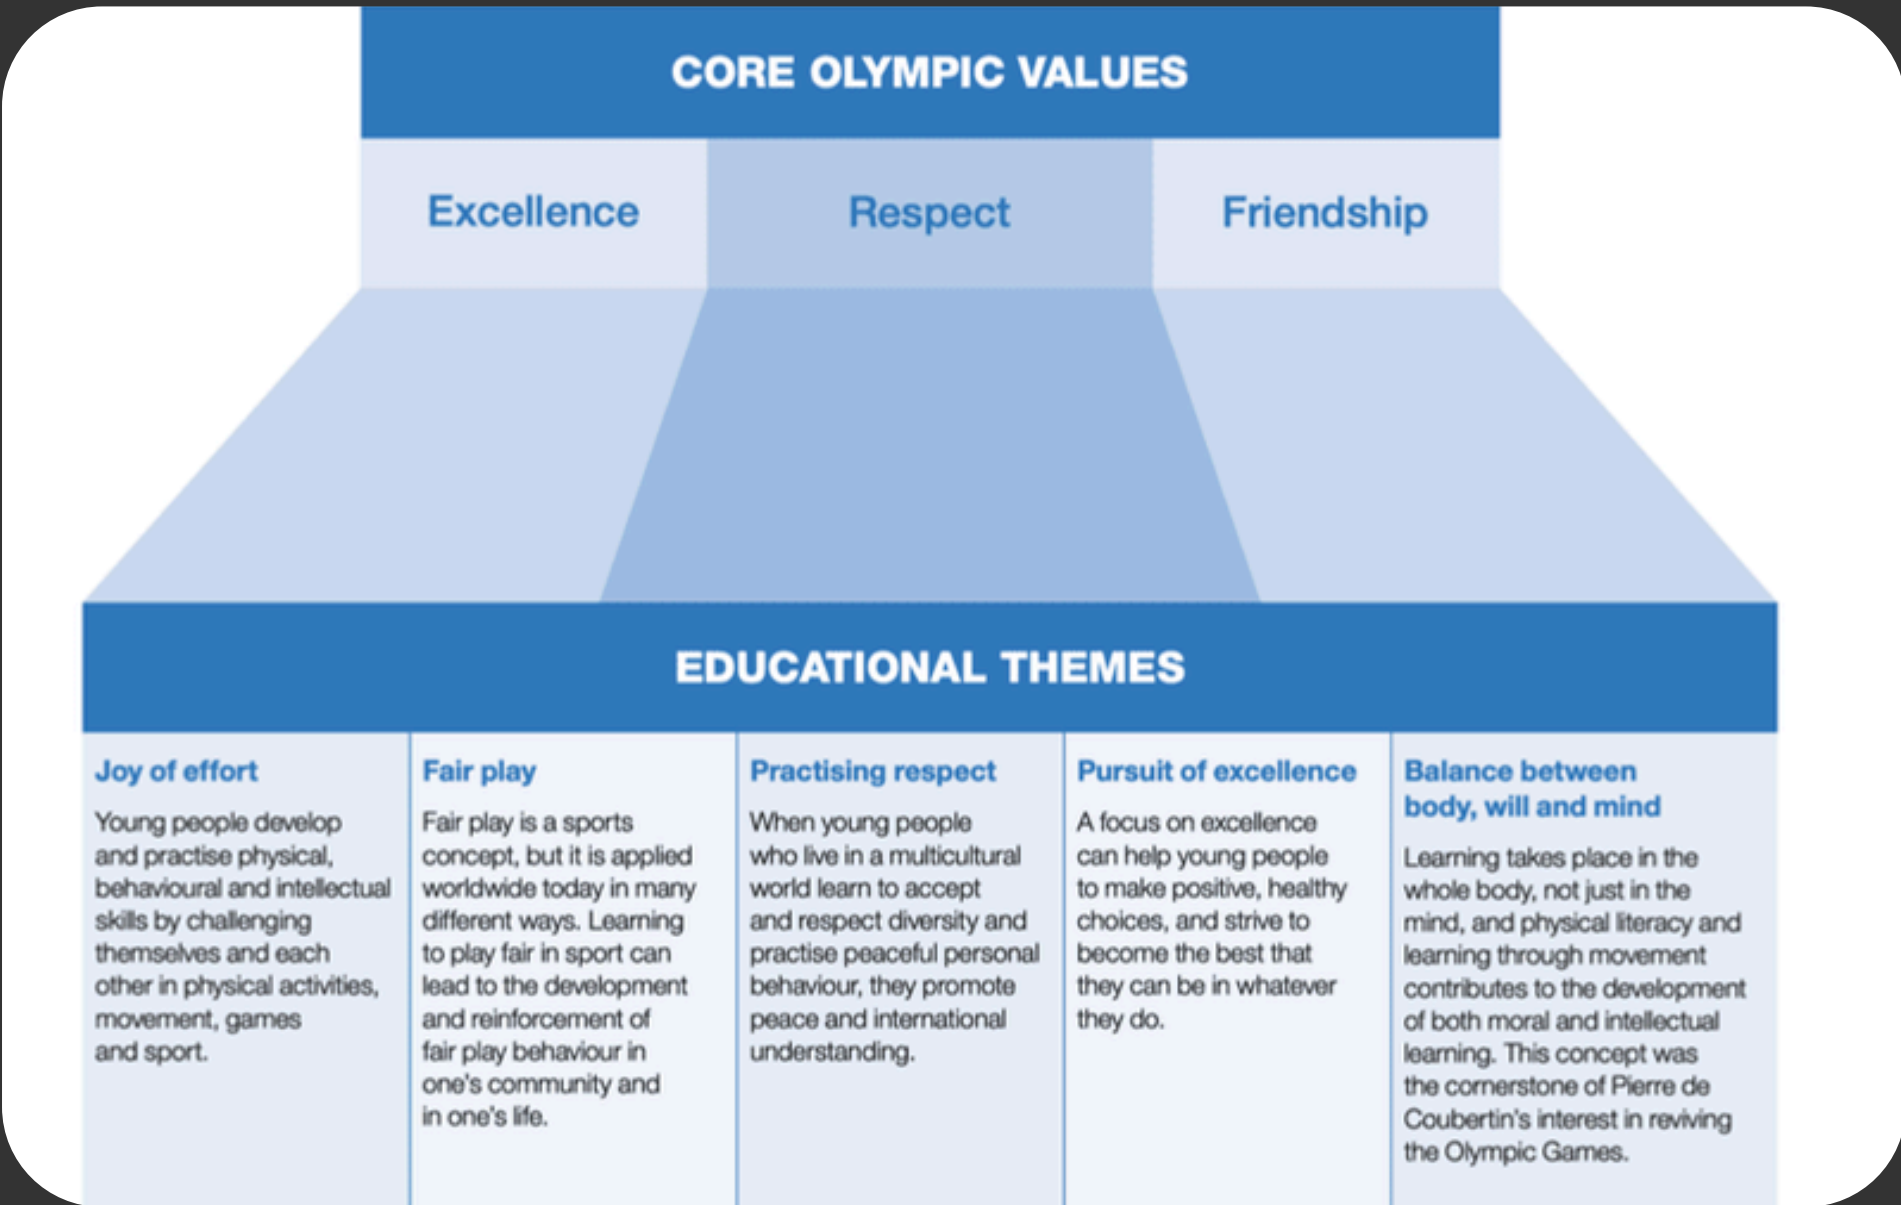 CORE OLYMPIC VALUES
Excellence
Respect
Friendship
EDUCATIONAL THEMES
Joy of effort
Young people develop
and practise physical,
behavioural and intellectual
skills by challenging
themselves and each
other in physical activities,
movement, games
and sport.
Fair play
Fair play is a sports
concept, but it is applied
worldwide today in many
different ways. Learning
to play fair in sport can
lead to the development
and reinforcement of
fair play behaviour in
one's community and
in one's life.
Practising respect
When young people
who live in a multicultural
world learn to accept
and respect diversity and
practise peaceful personal
behaviour, they promote
peace and international
understanding.
Pursuit of excellence
A focus on excellence
can help young people
to make positive, healthy
choices, and strive to
become the best that
they can be in whatever
they do.
Balance between
body, will and mind
Learning takes place in the
whole body, not just in the
mind, and physical literacy and
learning through movement
contributes to the development
of both moral and intellectual
learning. This concept was
the cornerstone of Pierre de
Coubertin's interest in reviving
the Olympic Games.